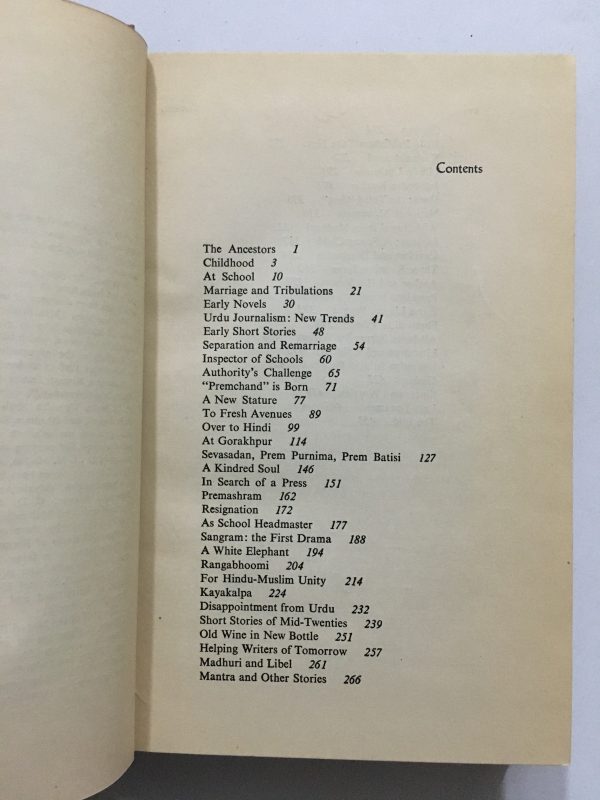 Contents
The Ancestors 1
Childhood 3
At School 10
Marriage and Tribulations 21
Early Novels 30
Urdu Journalism: New Trends 41
Early Short Stories 48
Separation and Remarriage 54
Inspector of Schools 60
Authority's Challenge 65
"Premchand" is Born 71
A New Stature 77
To Fresh Avenues 89
Over to Hindi 99
At Gorakhpur 114
Sevasadan, Prem Purnima, Prem Batisi 127
A Kindred Soul 146
In Search of a Press 151
Premashram 162
Resignation 172
As School Headmaster 177
Sangram: the First Drama 188
A White Elephant 194
Rangabhoomi 204
For Hindu-Muslim Unity 214
Kayakalpa 224
Disappointment from Urdu 232
Short Stories of Mid-Twenties 239
Old Wine in New Bottle 251
Helping Writers of Tomorrow 257
Madhuri and Libel 261
Mantra and Other Stories 266